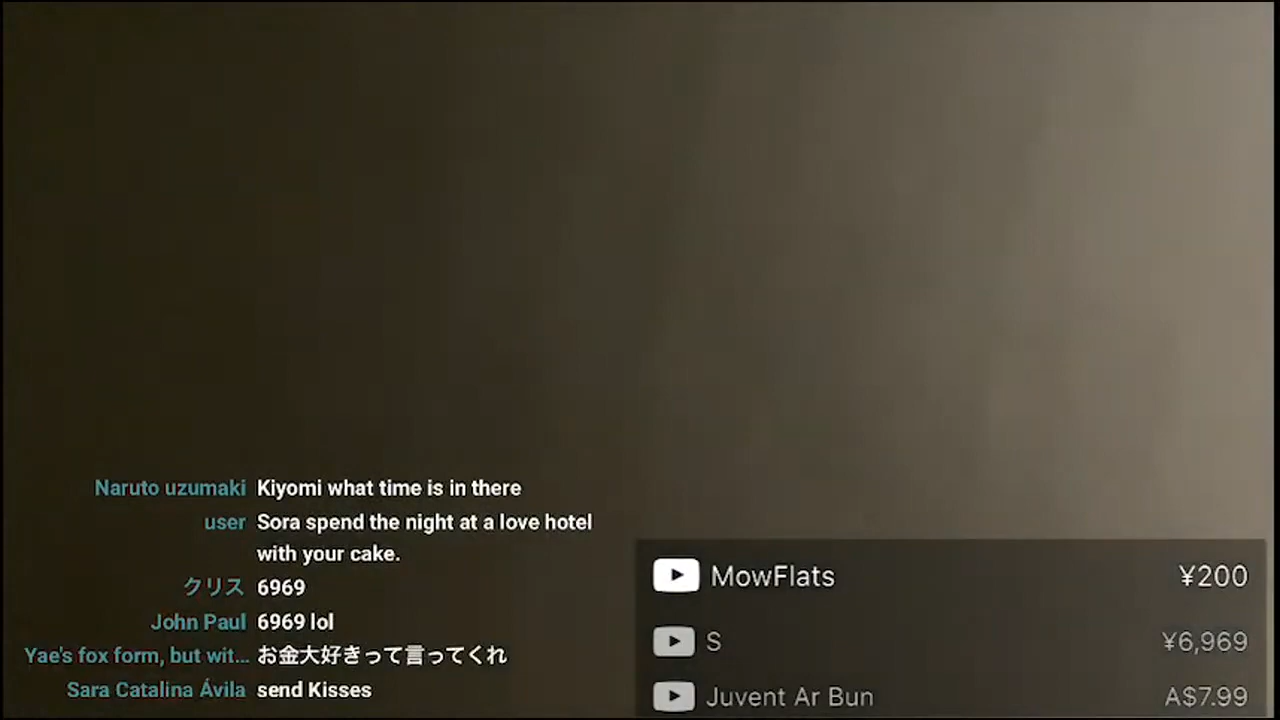 Naruto uzumaki Kiyomi what time is in there
user Sora spend the night at a love hotel
with your cake.
クリス 6969
John Paul 6969 lol
Yae's fox form, but wit... お金大好きって言ってくれ
Sara Catalina Ávila send Kisses
MowFlats ¥200
S ¥6,969
Juvent Ar Bun A$7.99